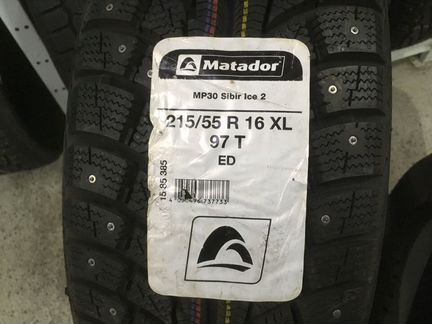 Matador
MP30 Sibir Ice 2
215/55 R 16 XL
97 T
ED
15 85 385